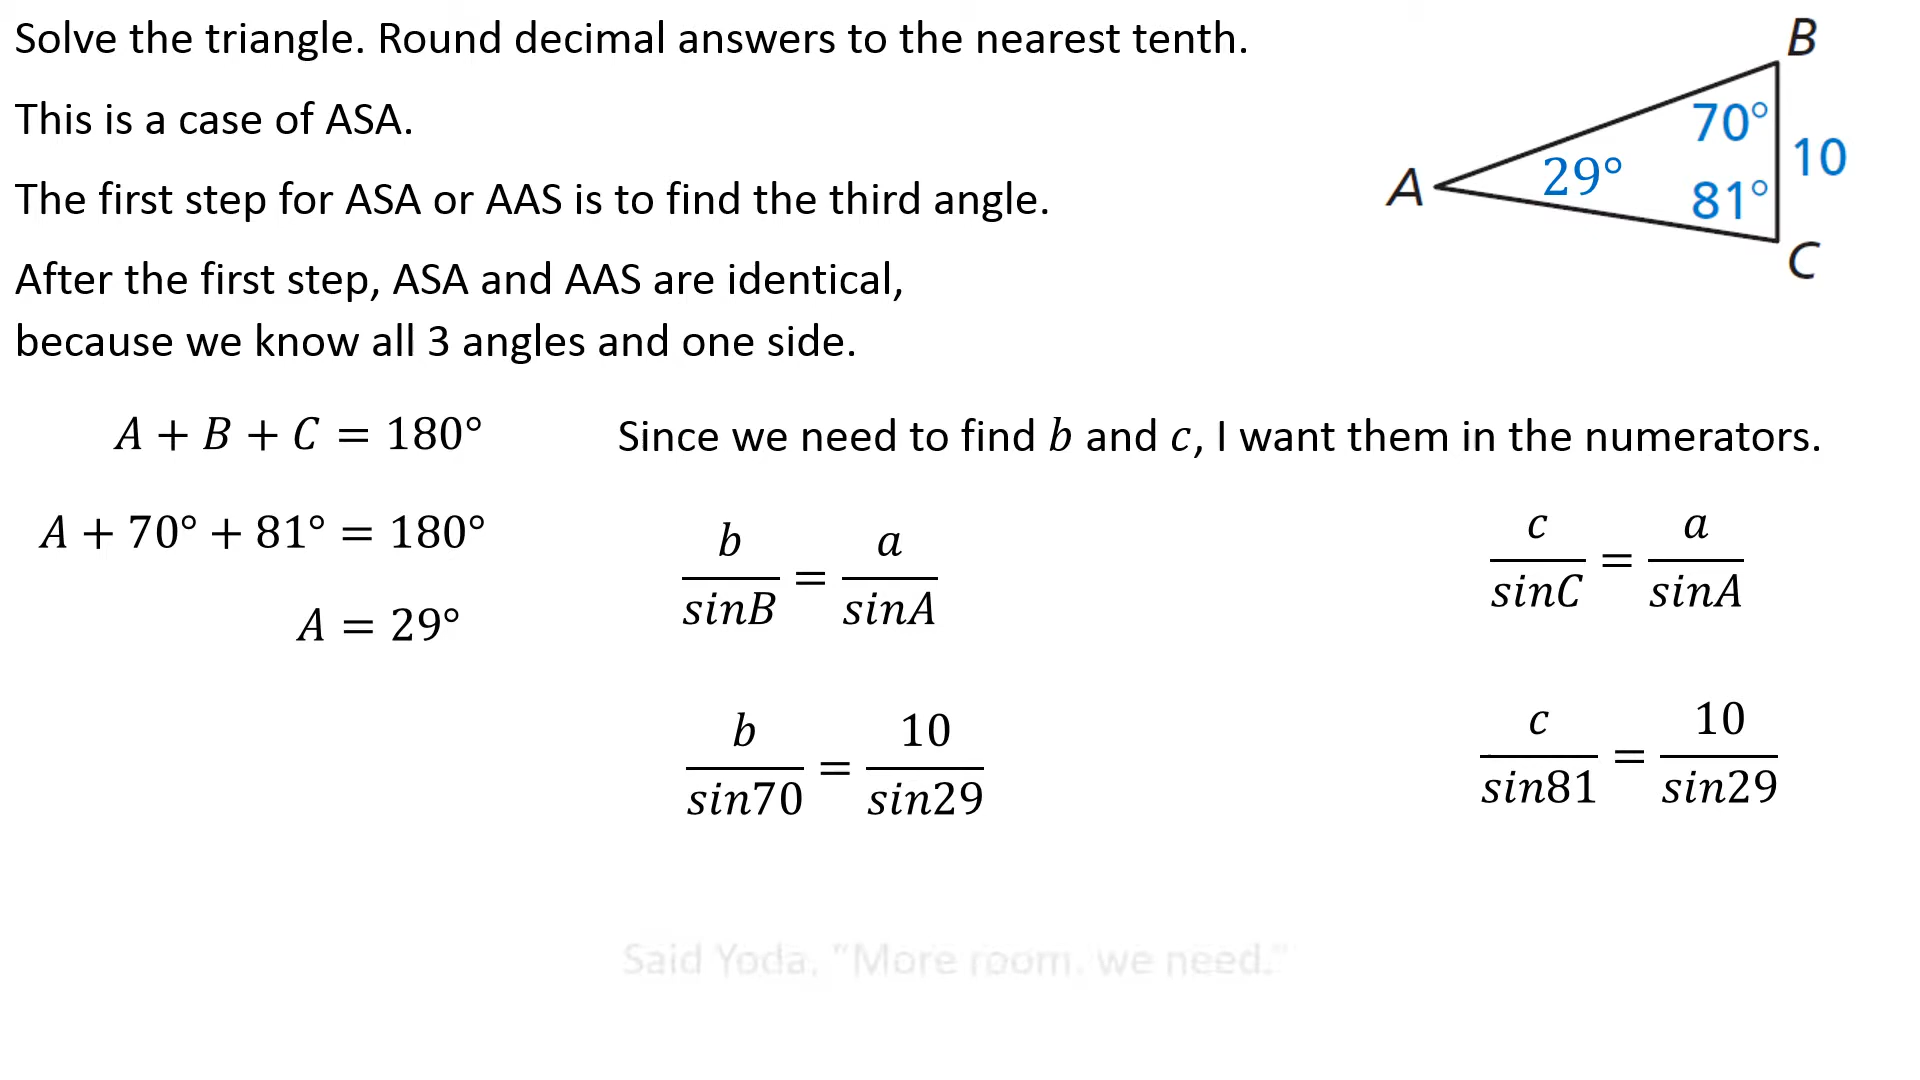 Solve the triangle. Round decimal answers to the nearest tenth.
This is a case of ASA.
The first step for ASA or AAS is to find the third angle.
After the first step, ASA and AAS are identical,
because we know all 3 angles and one side.
B
70°
10
A
29°
81°
C
A + B + C = 180°
A + 70° + 81° = 180°
A = 29°
Since we need to find b and c, I want them in the numerators.
b/sinB = a/sinA
b/sin70 = 10/sin29
c/sinC = a/sinA
c/sin81 = 10/sin29
Said Yoda, "More room, we need."